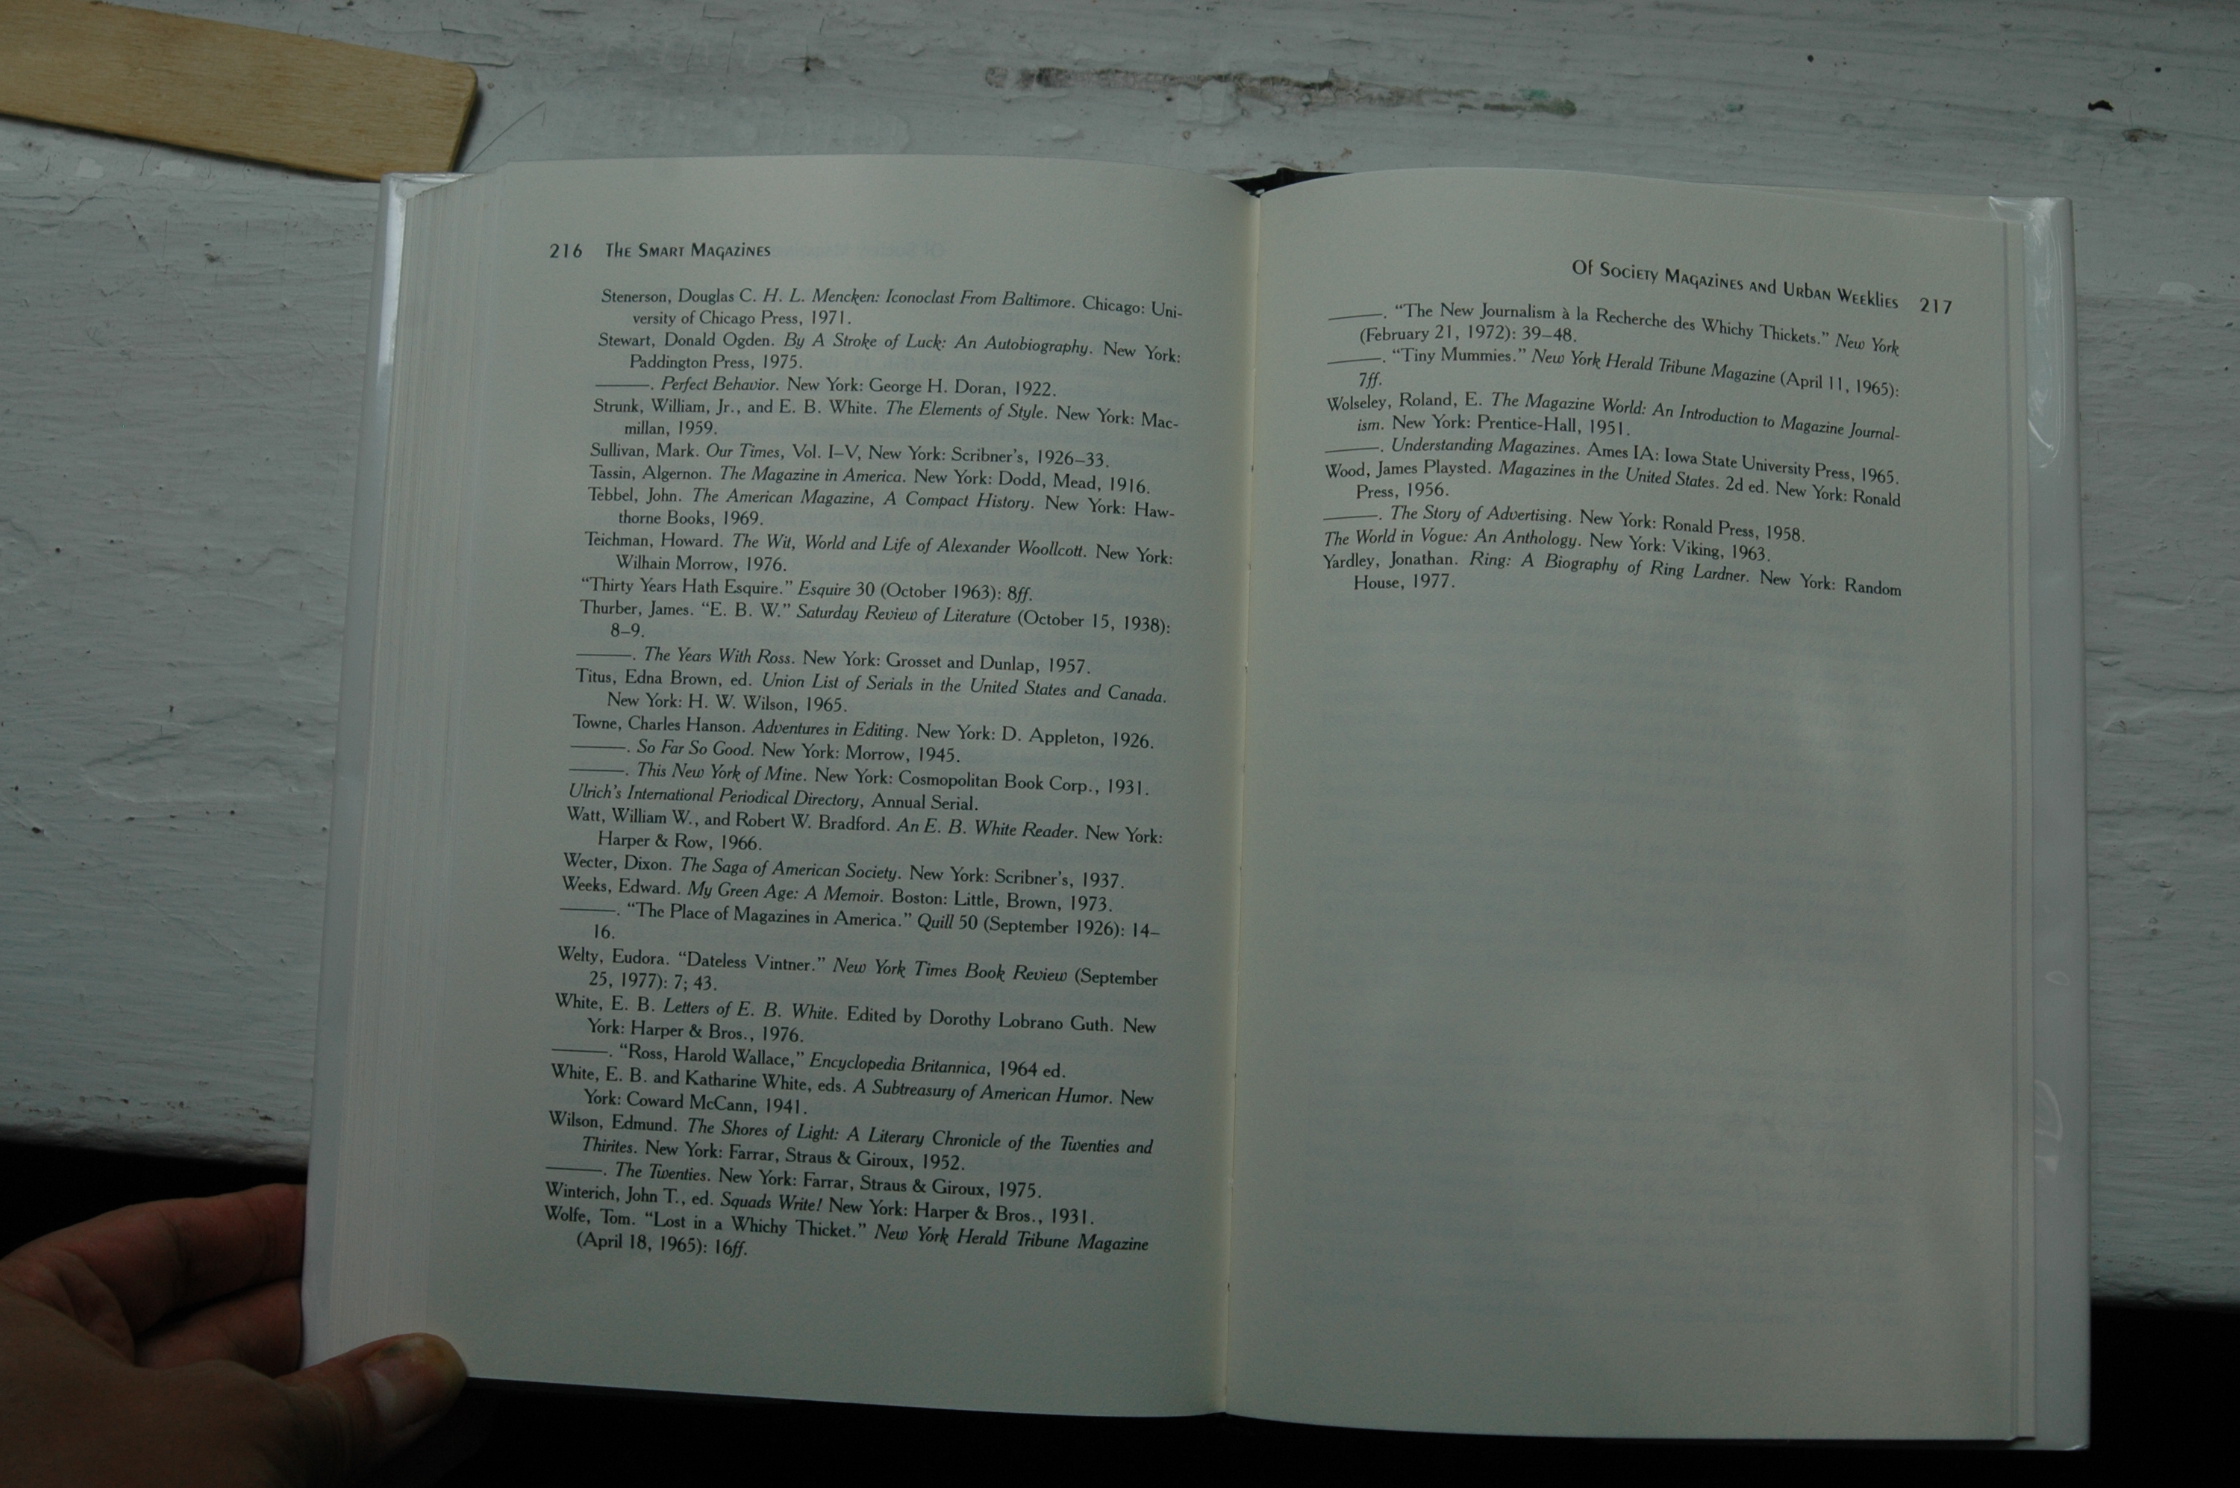 216 The Smart Magazines
Stenerson, Douglas C. H. L. Mencken: Iconoclast From Baltimore. Chicago: Uni-
versity of Chicago Press, 1971.
Stewart, Donald Ogden. By A Stroke of Luck: An Autobiography. New York:
Paddington Press, 1975.
———. Perfect Behavior. New York: George H. Doran, 1922.
Strunk, William, Jr., and E. B. White. The Elements of Style. New York: Mac-
millan, 1959.
Sullivan, Mark. Our Times, Vol. I–V, New York: Scribner's, 1926–33.
Tassin, Algernon. The Magazine in America. New York: Dodd, Mead, 1916.
Tebbel, John. The American Magazine, A Compact History. New York: Haw-
thorne Books, 1969.
Teichman, Howard. The Wit, World and Life of Alexander Woollcott. New York:
Wilhain Morrow, 1976.
“Thirty Years Hath Esquire.” Esquire 30 (October 1963): 8ff.
Thurber, James. “E. B. W.” Saturday Review of Literature (October 15, 1938):
8–9.
———. The Years With Ross. New York: Grosset and Dunlap, 1957.
Titus, Edna Brown, ed. Union List of Serials in the United States and Canada.
New York: H. W. Wilson, 1965.
Towne, Charles Hanson. Adventures in Editing. New York: D. Appleton, 1926.
———. So Far So Good. New York: Morrow, 1945.
———. This New York of Mine. New York: Cosmopolitan Book Corp., 1931.
Ulrich's International Periodical Directory, Annual Serial.
Watt, William W., and Robert W. Bradford. An E. B. White Reader. New York:
Harper & Row, 1966.
Wecter, Dixon. The Saga of American Society. New York: Scribner's, 1937.
Weeks, Edward. My Green Age: A Memoir. Boston: Little, Brown, 1973.
———. “The Place of Magazines in America.” Quill 50 (September 1926): 14–
16.
Welty, Eudora. “Dateless Vintner.” New York Times Book Review (September
25, 1977): 7; 43.
White, E. B. Letters of E. B. White. Edited by Dorothy Lobrano Guth. New
York: Harper & Bros., 1976.
———. “Ross, Harold Wallace,” Encyclopedia Britannica, 1964 ed.
White, E. B. and Katharine White, eds. A Subtreasury of American Humor. New
York: Coward McCann, 1941.
Wilson, Edmund. The Shores of Light: A Literary Chronicle of the Twenties and
Thirites. New York: Farrar, Straus & Giroux, 1952.
———. The Twenties. New York: Farrar, Straus & Giroux, 1975.
Winterich, John T., ed. Squads Write! New York: Harper & Bros., 1931.
Wolfe, Tom. “Lost in a Whichy Thicket.” New York Herald Tribune Magazine
(April 18, 1965): 16ff.
Of Society Magazines and Urban Weeklies 217
———. “The New Journalism à la Recherche des Whichy Thickets.” New York
(February 21, 1972): 39–48.
———. “Tiny Mummies.” New York Herald Tribune Magazine (April 11, 1965):
7ff.
Wolseley, Roland, E. The Magazine World: An Introduction to Magazine Journal-
ism. New York: Prentice-Hall, 1951.
———. Understanding Magazines. Ames IA: Iowa State University Press, 1965.
Wood, James Playsted. Magazines in the United States. 2d ed. New York: Ronald
Press, 1956.
———. The Story of Advertising. New York: Ronald Press, 1958.
The World in Vogue: An Anthology. New York: Viking, 1963.
Yardley, Jonathan. Ring: A Biography of Ring Lardner. New York: Random
House, 1977.